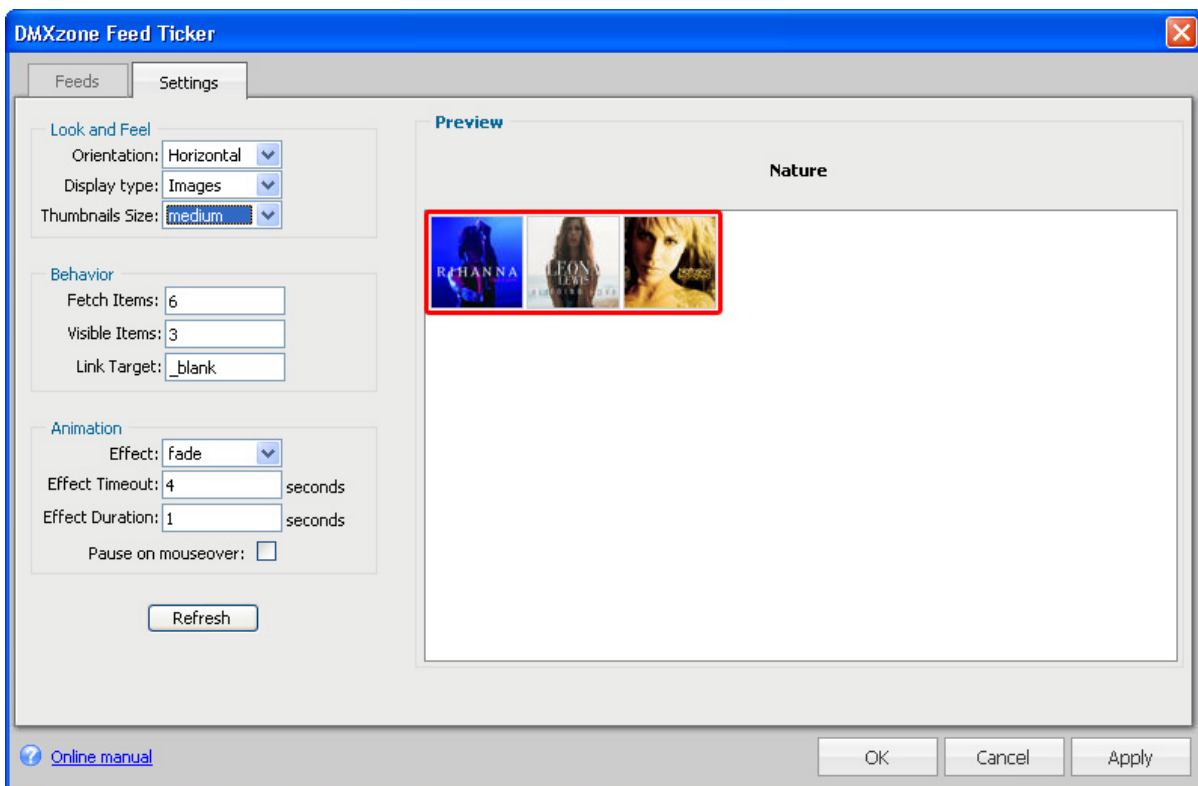 DMXzone Feed Ticker
Feeds
Settings
Look and Feel
Orientation: Horizontal
Display type: Images
Thumbnails Size: medium
Behavior
Fetch Items: 6
Visible Items: 3
Link Target: _blank
Animation
Effect: fade
Effect Timeout: 4 seconds
Effect Duration: 1 seconds
Pause on mouseover:
Refresh
Preview
Nature
RIHANNA
LEONA
LEWIS
BLEEDING LOVE
Online manual
OK
Cancel
Apply